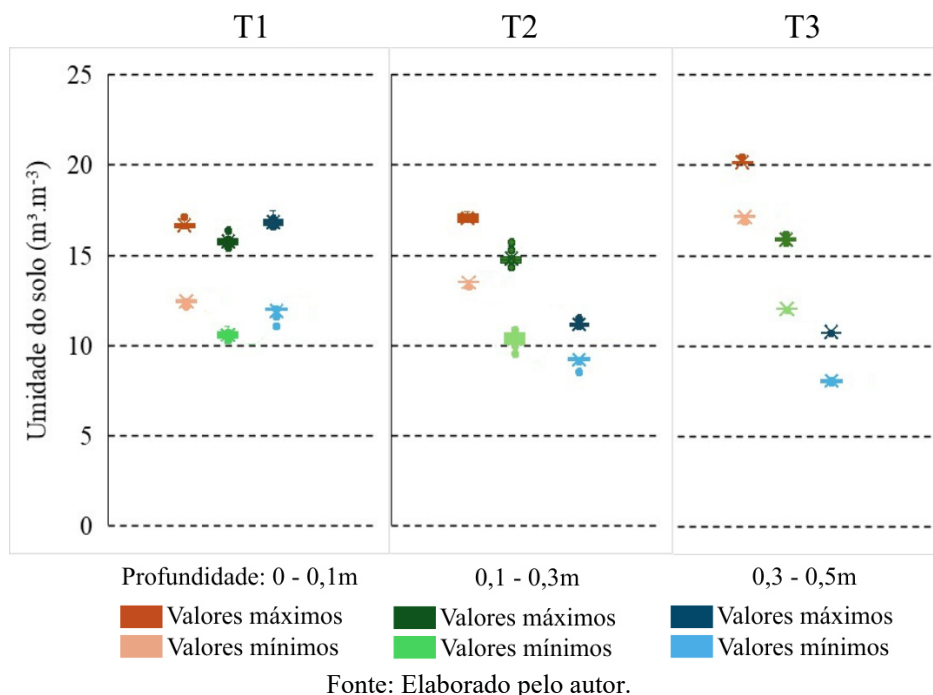 T1 T2 T3
25
20
15
10
5
0
Umidade do solo (m³.m⁻³)
Profundidade: 0 - 0,1m 0,1 - 0,3m 0,3 - 0,5m
Valores máximos Valores máximos Valores máximos
Valores mínimos Valores mínimos Valores mínimos
Fonte: Elaborado pelo autor.